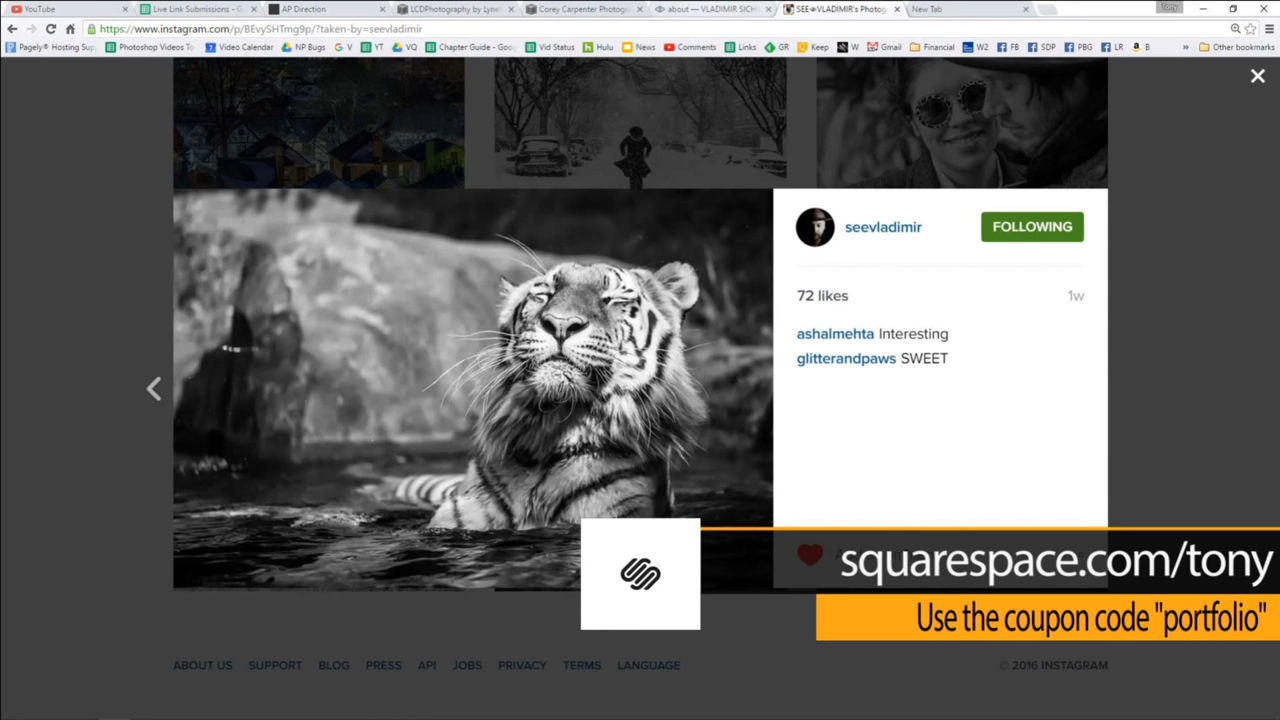 YouTube
Live Link Submissions - G
AP Direction
LCDPhotography by Lynet
Corey Carpenter Photogr
about — VLADIMIR SICH
SEE👁VLADIMIR's Photog
New Tab
Tony
https://www.instagram.com/p/BEvySHTmg9p/?taken-by=seevladimir
Pagely® Hosting Sup
Photoshop Videos To
Video Calendar
NP Bugs
G V
YT
VQ
Chapter Guide - Goo
Vid Status
Hulu
News
Comments
Links
GR
Keep
W
Gmail
Financial
W2
FB
SDP
PBG
LR
B
Other bookmarks
seevladimir
FOLLOWING
72 likes
1w
ashalmehta Interesting
glitterandpaws SWEET
squarespace.com/tony
Use the coupon code "portfolio"
ABOUT US SUPPORT BLOG PRESS API JOBS PRIVACY TERMS LANGUAGE
© 2016 INSTAGRAM